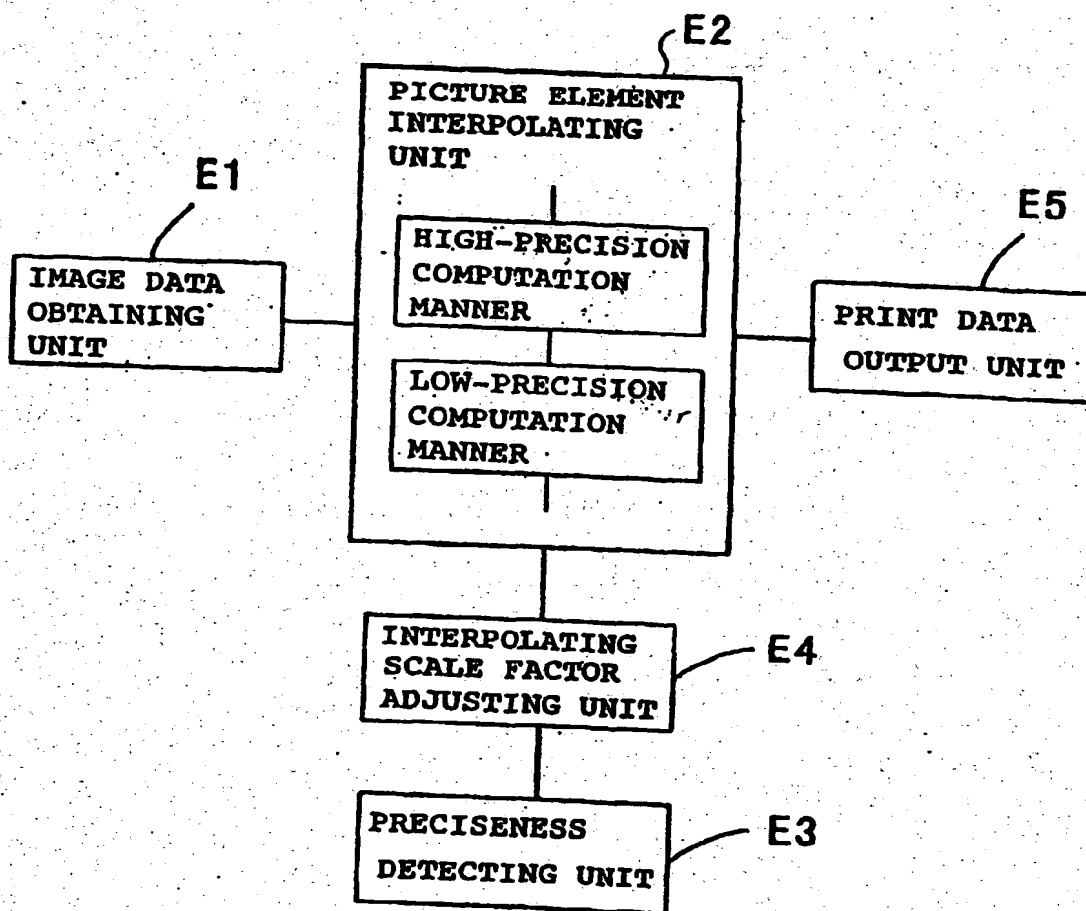 E2
PICTURE ELEMENT
INTERPOLATING
UNIT
E1
HIGH-PRECISION
COMPUTATION
MANNER
E5
IMAGE DATA
OBTAINING
UNIT
PRINT DATA
OUTPUT UNIT
LOW-PRECISION
COMPUTATION
MANNER
INTERPOLATING
SCALE FACTOR
ADJUSTING UNIT
E4
PRECISENESS
DETECTING UNIT
E3